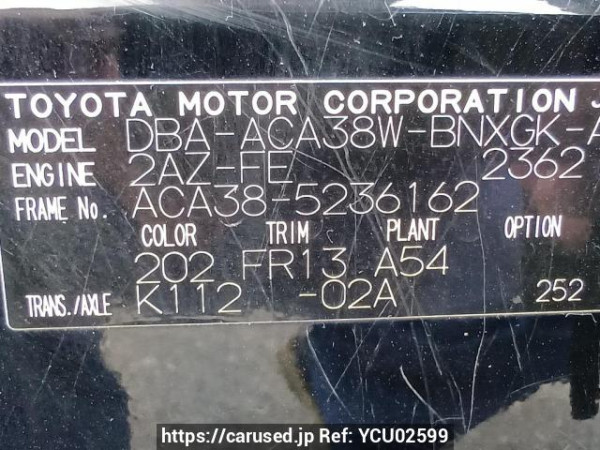 TOYOTA MOTOR CORPORATION J
MODEL DBA-ACA38W-BNXGK-A
ENGINE 2AZ-FE 2362
FRAME No. ACA38-5236162
COLOR TRIM PLANT OPTION
202 FR13 A54
TRANS./AXLE K112 -02A 252
https://carused.jp Ref: YCU02599